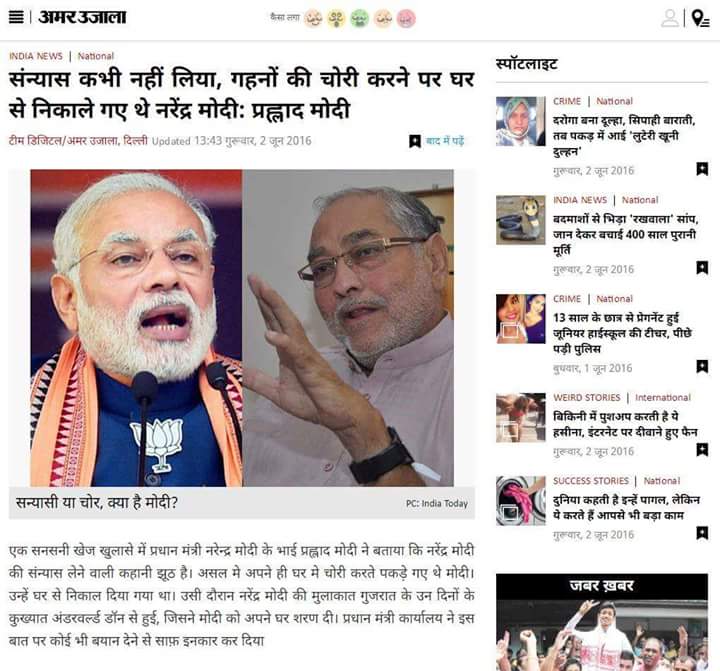 अमर उजाला
कैसा लगा
INDIA NEWS | National
संन्यास कभी नहीं लिया, गहनों की चोरी करने पर घर
से निकाले गए थे नरेंद्र मोदी: प्रह्लाद मोदी
टीम डिजिटल/अमर उजाला, दिल्ली Updated 13:43 गुरूवार, 2 जून 2016
बाद में पढ़ें
सन्यासी या चोर, क्या है मोदी?
PC: India Today
एक सनसनी खेज खुलासे में प्रधान मंत्री नरेन्द्र मोदी के भाई प्रह्लाद मोदी ने बताया कि नरेंद्र मोदी
की संन्यास लेने वाली कहानी झूठ है। असल मे अपने ही घर मे चोरी करते पकड़े गए थे मोदी।
उन्हें घर से निकाल दिया गया था। उसी दौरान नरेंद्र मोदी की मुलाकात गुजरात के उन दिनों के
कुख्यात अंडरवर्ल्ड डॉन से हुई, जिसने मोदी को अपने घर शरण दी। प्रधान मंत्री कार्यालय ने इस
बात पर कोई भी बयान देने से साफ़ इनकार कर दिया
स्पॉटलाइट
CRIME | National
दरोगा बना दूल्हा, सिपाही बाराती,
तब पकड़ में आई 'लुटेरी खूनी
दुल्हन'
गुरूवार, 2 जून 2016
INDIA NEWS | National
बदमाशों से भिड़ा 'रखवाला' सांप,
जान देकर बचाई 400 साल पुरानी
मूर्ति
गुरूवार, 2 जून 2016
CRIME | National
13 साल के छात्र से प्रेगनेंट हुई
जूनियर हाईस्कूल की टीचर, पीछे
पड़ी पुलिस
बुधवार, 1 जून 2016
WEIRD STORIES | International
बिकिनी में पुशअप करती है ये
हसीना, इंटरनेट पर दीवाने हुए फैन
गुरूवार, 2 जून 2016
SUCCESS STORIES | National
दुनिया कहती है इन्हें पागल, लेकिन
ये करते हैं आपसे भी बड़ा काम
गुरूवार, 2 जून 2016
जबर ख़बर